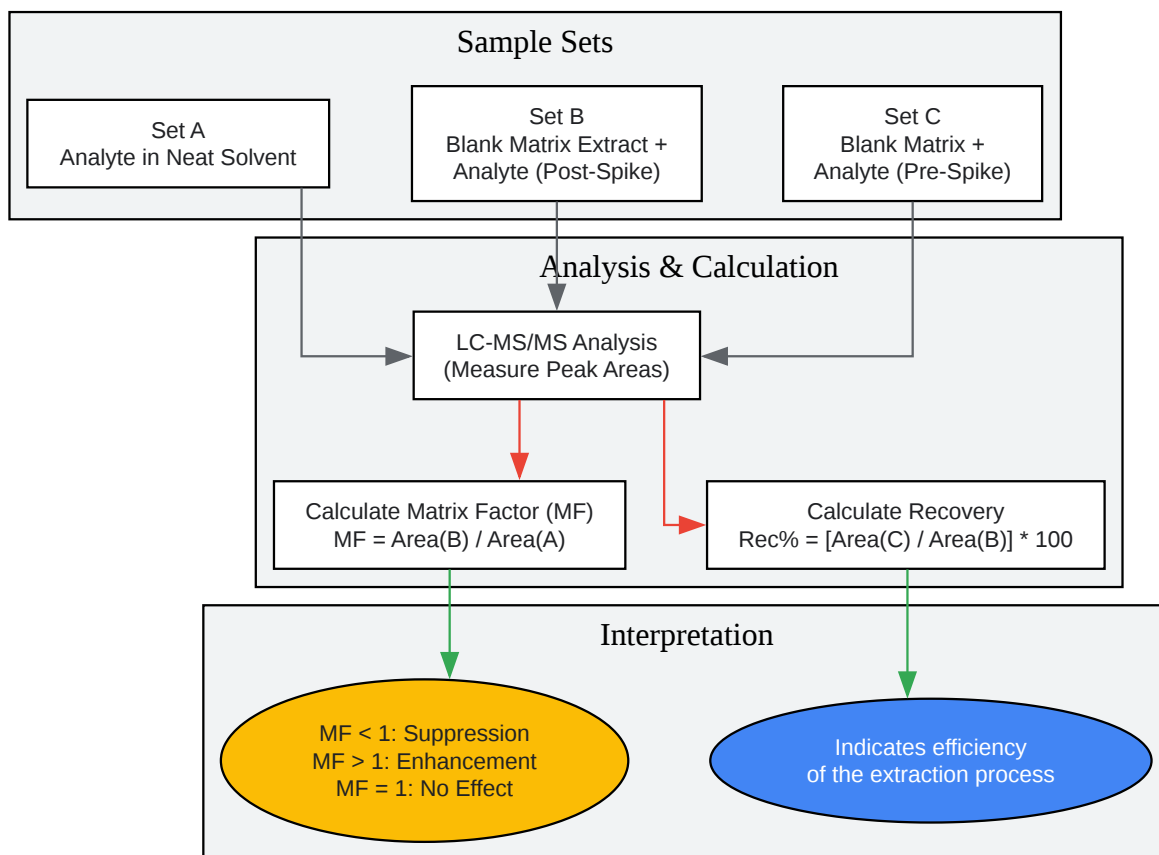 Sample Sets
Set A
Analyte in Neat Solvent
Set B
Blank Matrix Extract +
Analyte (Post-Spike)
Set C
Blank Matrix +
Analyte (Pre-Spike)
Analysis & Calculation
LC-MS/MS Analysis
(Measure Peak Areas)
Calculate Matrix Factor (MF)
MF = Area(B) / Area(A)
Calculate Recovery
Rec% = [Area(C) / Area(B)] * 100
Interpretation
MF < 1: Suppression
MF > 1: Enhancement
MF = 1: No Effect
Indicates efficiency
of the extraction process